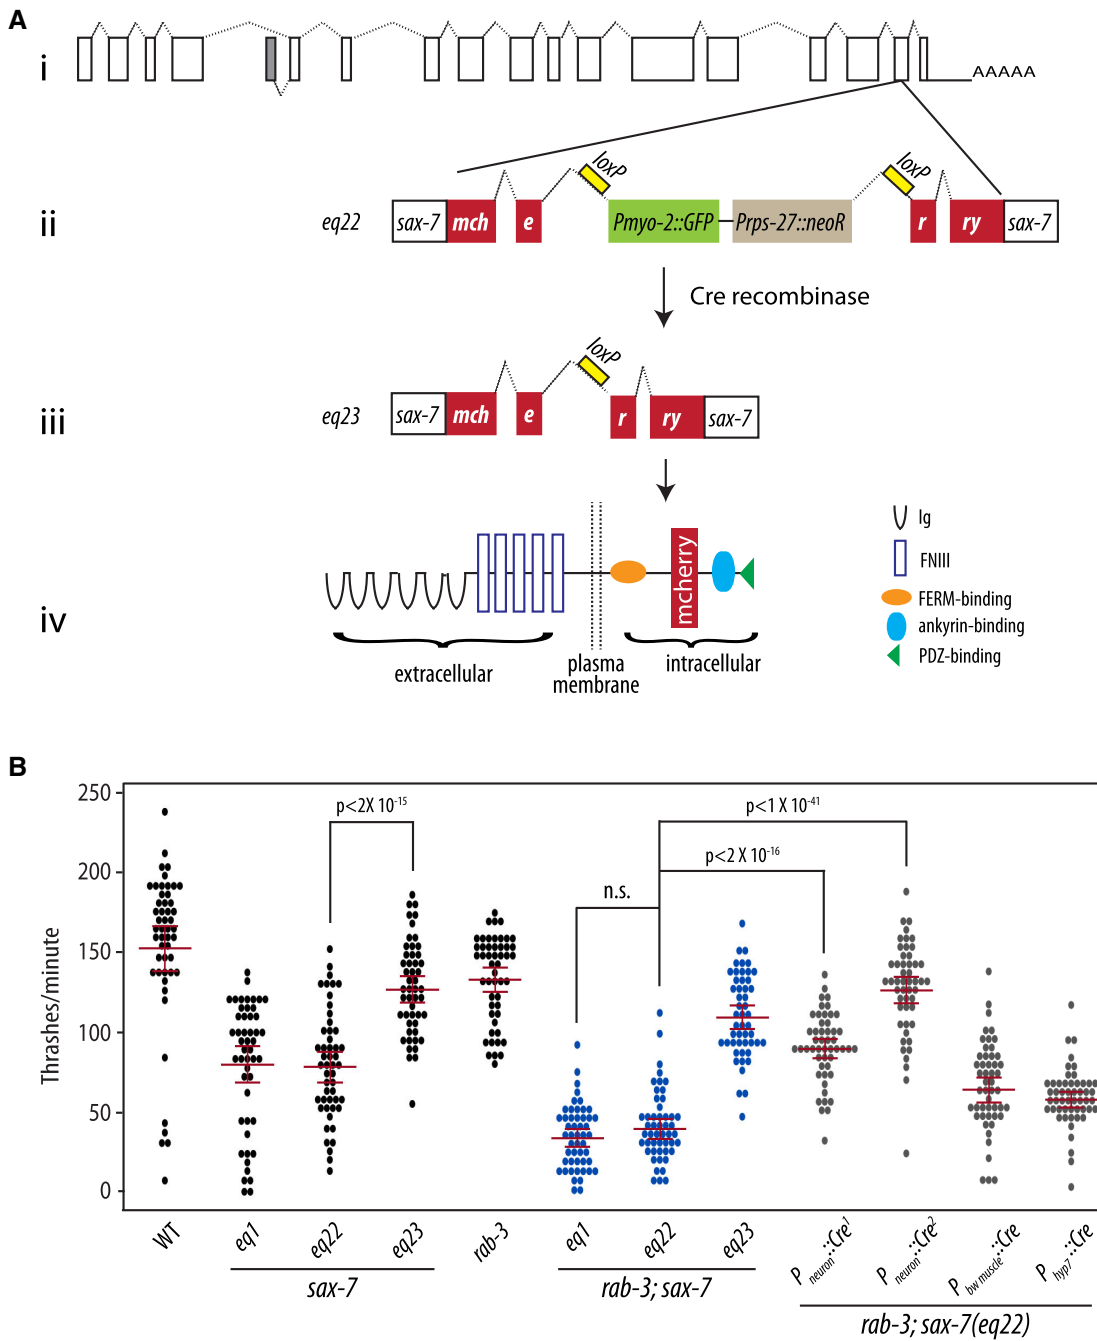 A
i
AAAAA
loxP
loxP
ii
eq22
sax-7
mch
e
Pmyo-2::GFP
Prps-27::neoR
r
ry
sax-7
Cre recombinase
loxP
iii
eq23
sax-7
mch
e
r
ry
sax-7
iv
mcherry
extracellular
plasma
membrane
intracellular
Ig
FNIII
FERM-binding
ankyrin-binding
PDZ-binding
B
Thrashes/minute
250
200
150
100
50
0
p<2X 10-15
n.s.
p<2 X 10-16
p<1 X 10-41
WT
eq1
eq22
eq23
rab-3
eq1
eq22
eq23
P neuron::Cre1
P neuron::Cre2
P bw muscle::Cre
P hyp7::Cre
sax-7
rab-3; sax-7
rab-3; sax-7(eq22)